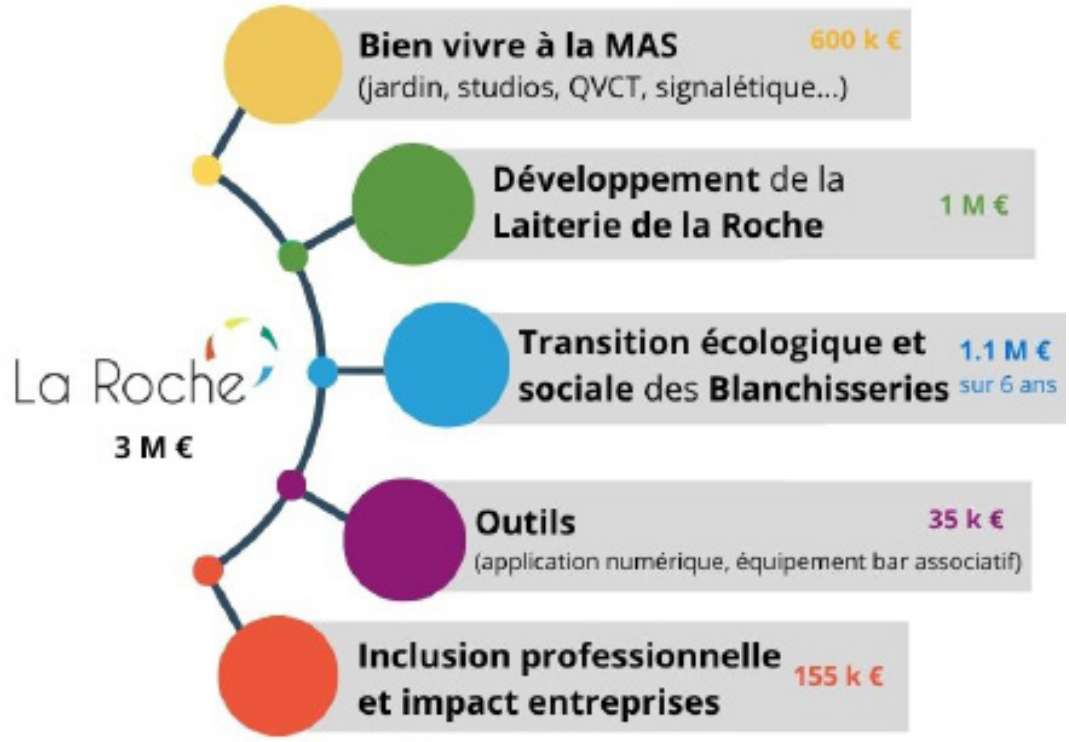 Bien vivre à la MAS 600 k €
(jardin, studios, QVCT, signalétique...)
Développement de la
Laiterie de la Roche
1 M €
La Roche
3 M €
Transition écologique et
sociale des Blanchisseries
1.1 M €
sur 6 ans
Outils 35 k €
(application numérique, équipement bar associatif)
Inclusion professionnelle
et impact entreprises
155 k €